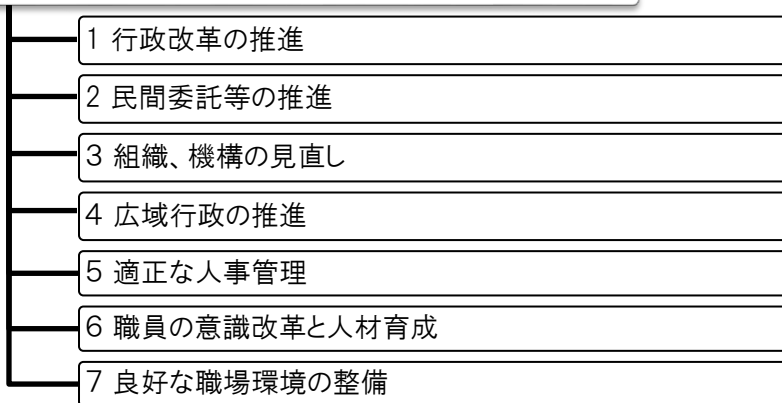 1 行政改革の推進
2 民間委託等の推進
3 組織、機構の見直し
4 広域行政の推進
5 適正な人事管理
6 職員の意識改革と人材育成
7 良好な職場環境の整備